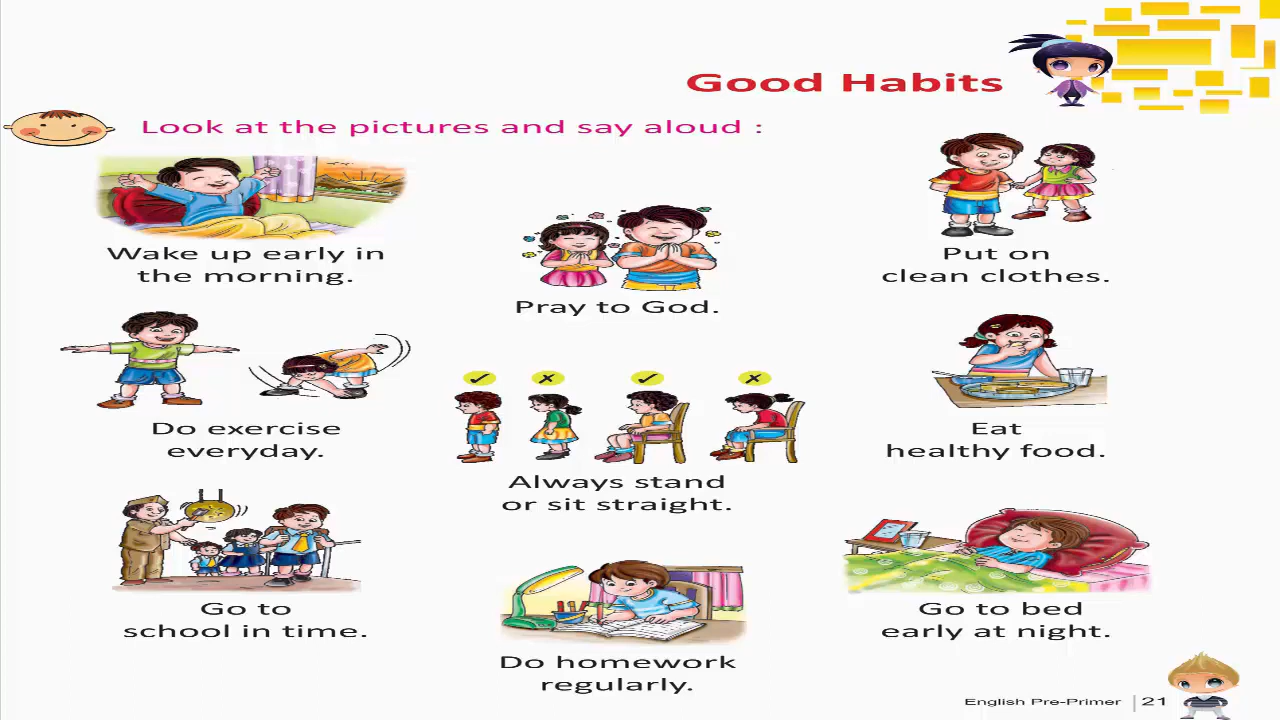 Good Habits
Look at the pictures and say aloud :
Wake up early in
the morning.
Pray to God.
Put on
clean clothes.
Do exercise
everyday.
Always stand
or sit straight.
Eat
healthy food.
Go to
school in time.
Do homework
regularly.
Go to bed
early at night.
English Pre-Primer | 21